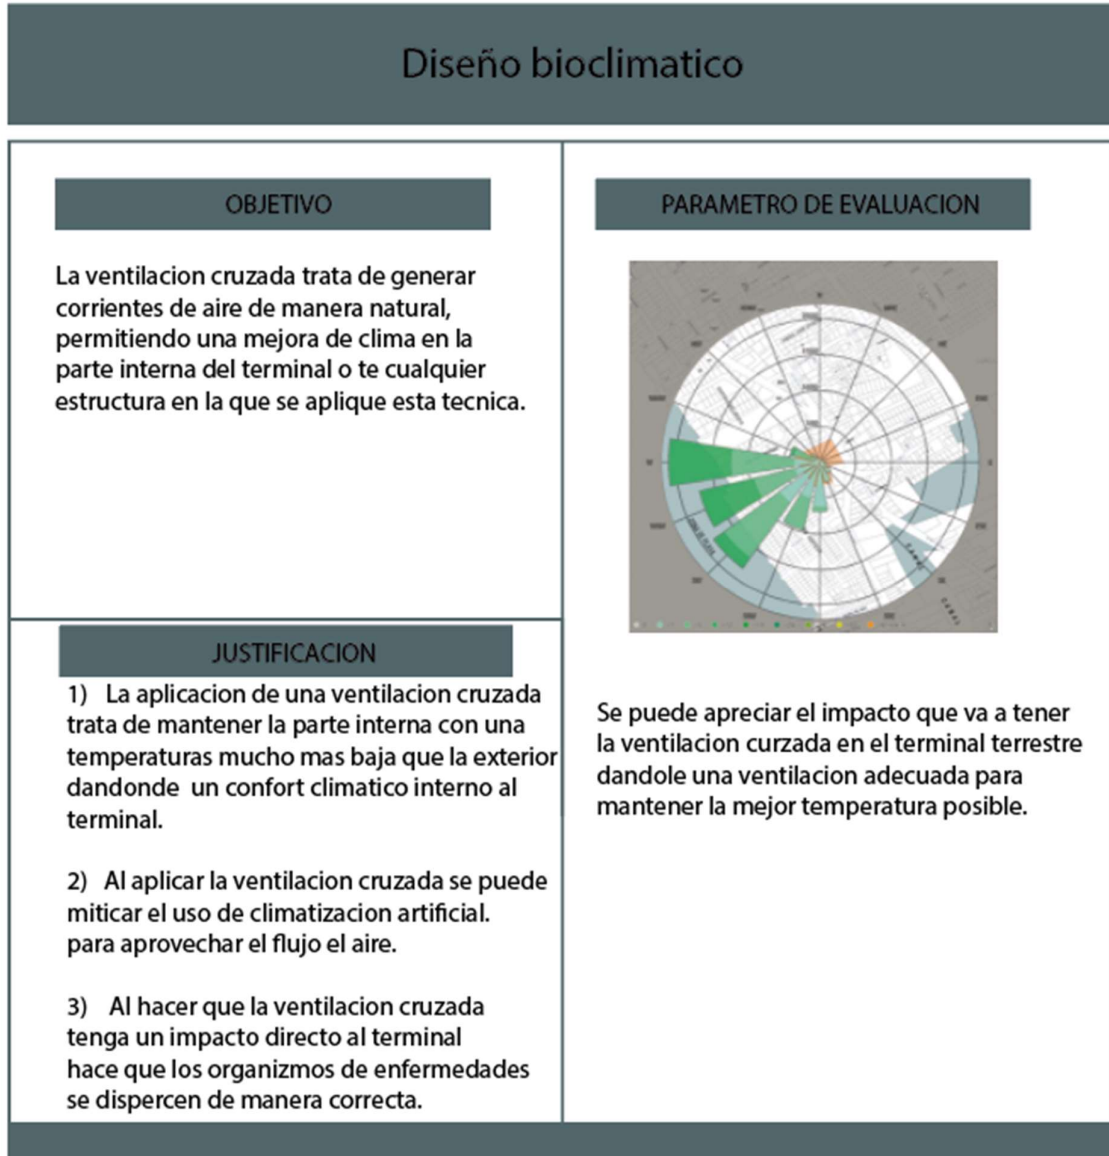 Diseño bioclimatico
OBJETIVO
La ventilacion cruzada trata de generar
corrientes de aire de manera natural,
permitiendo una mejora de clima en la
parte interna del terminal o te cualquier
estructura en la que se aplique esta tecnica.
JUSTIFICACION
1) La aplicacion de una ventilacion cruzada
trata de mantener la parte interna con una
temperaturas mucho mas baja que la exterior
dandonde un confort climatico interno al
terminal.
2) Al aplicar la ventilacion cruzada se puede
miticar el uso de climatizacion artificial.
para aprovechar el flujo el aire.
3) Al hacer que la ventilacion cruzada
tenga un impacto directo al terminal
hace que los organizmos de enfermedades
se dispercen de manera correcta.
PARAMETRO DE EVALUACION
Se puede apreciar el impacto que va a tener
la ventilacion curzada en el terminal terrestre
dandole una ventilacion adecuada para
mantener la mejor temperatura posible.